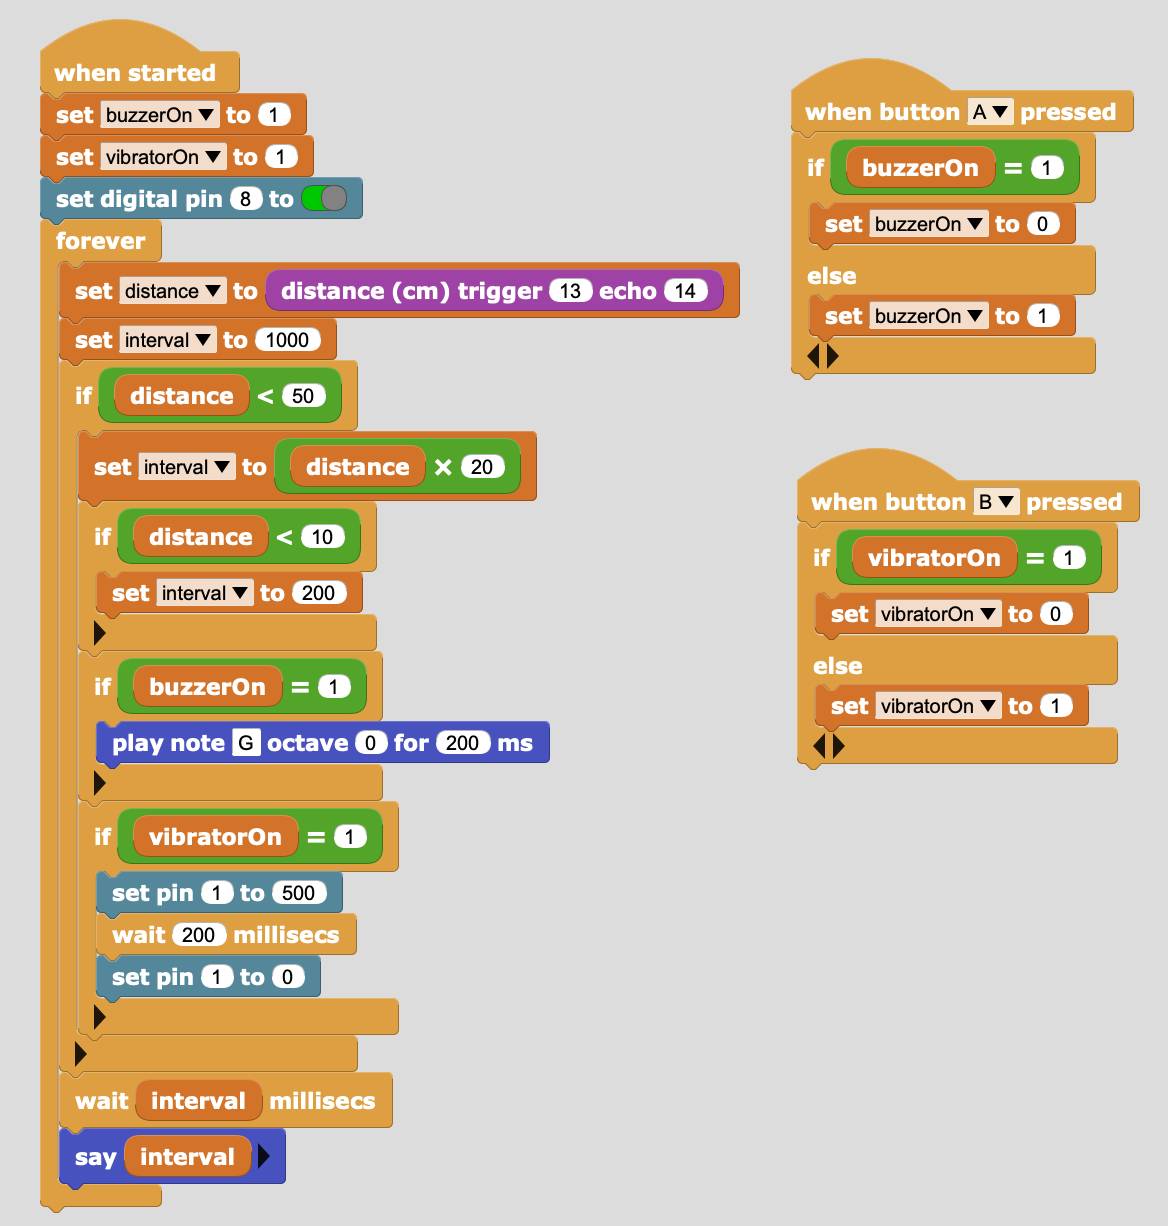 when started
set buzzerOn to 1
set vibratorOn to 1
set digital pin 8 to
forever
set distance to distance (cm) trigger 13 echo 14
set interval to 1000
if distance < 50
set interval to distance × 20
if distance < 10
set interval to 200
if buzzerOn = 1
play note G octave 0 for 200 ms
if vibratorOn = 1
set pin 1 to 500
wait 200 millisecs
set pin 1 to 0
wait interval millisecs
say interval
when button A pressed
if buzzerOn = 1
set buzzerOn to 0
else
set buzzerOn to 1
when button B pressed
if vibratorOn = 1
set vibratorOn to 0
else
set vibratorOn to 1